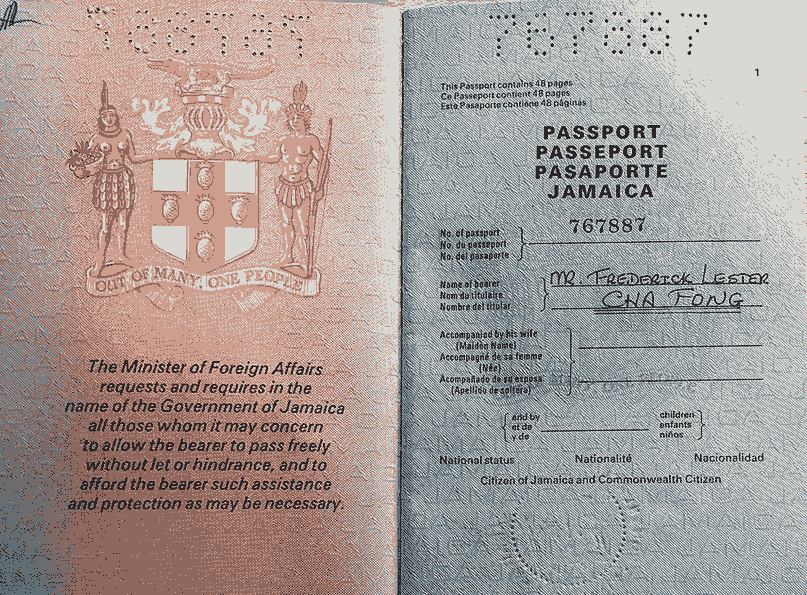 OUT OF MANY, ONE PEOPLE
The Minister of Foreign Affairs
requests and requires in the
name of the Government of Jamaica
all those whom it may concern
to allow the bearer to pass freely
without let or hindrance, and to
afford the bearer such assistance
and protection as may be necessary.
767887
1
This Passport contains 48 pages
Ce Passeport contient 48 pages
Este Pasaporte contiene 48 páginas
PASSPORT
PASSEPORT
PASAPORTE
JAMAICA
No. of passport
No. du passeport
No. del pasaporte
767887
Name of bearer
Nom du titulaire
Nombre del titular
MR FREDERICK LESTER
CHA FONG
Accompanied by his wife
(Maiden Name)
Accompagné de sa femme
(Née)
Acompeñado de su esposa
(Apellido de soltera)
and by
et de
y de
children
enfants
niños
National status Nationalité Nacionalidad
Citizen of Jamaica and Commonwealth Citizen